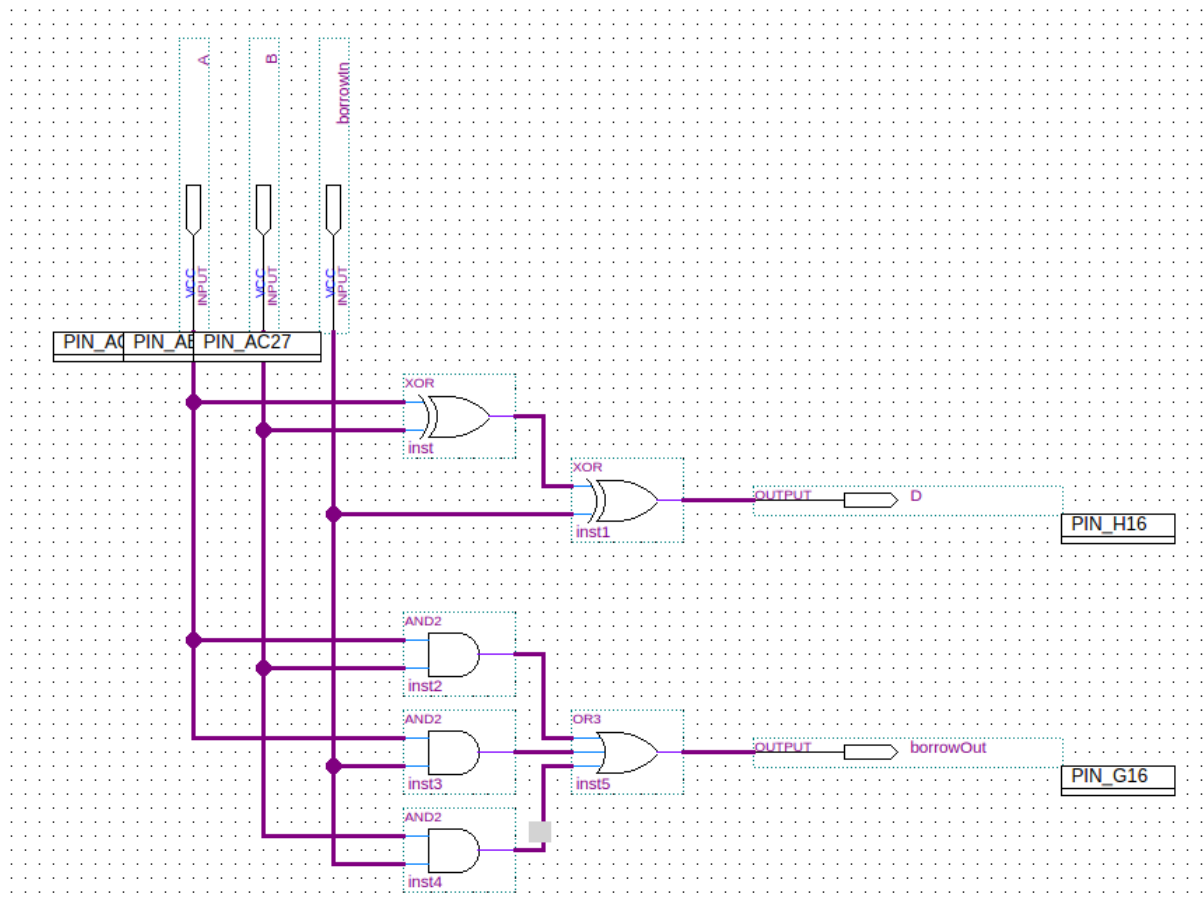 A
B
borrowIn
VCC
INPUT
VCC
INPUT
VCC
INPUT
PIN_AC27
XOR
inst
XOR
inst1
OUTPUT
D
PIN_H16
AND2
inst2
AND2
inst3
OR3
inst5
OUTPUT
borrowOut
PIN_G16
AND2
inst4